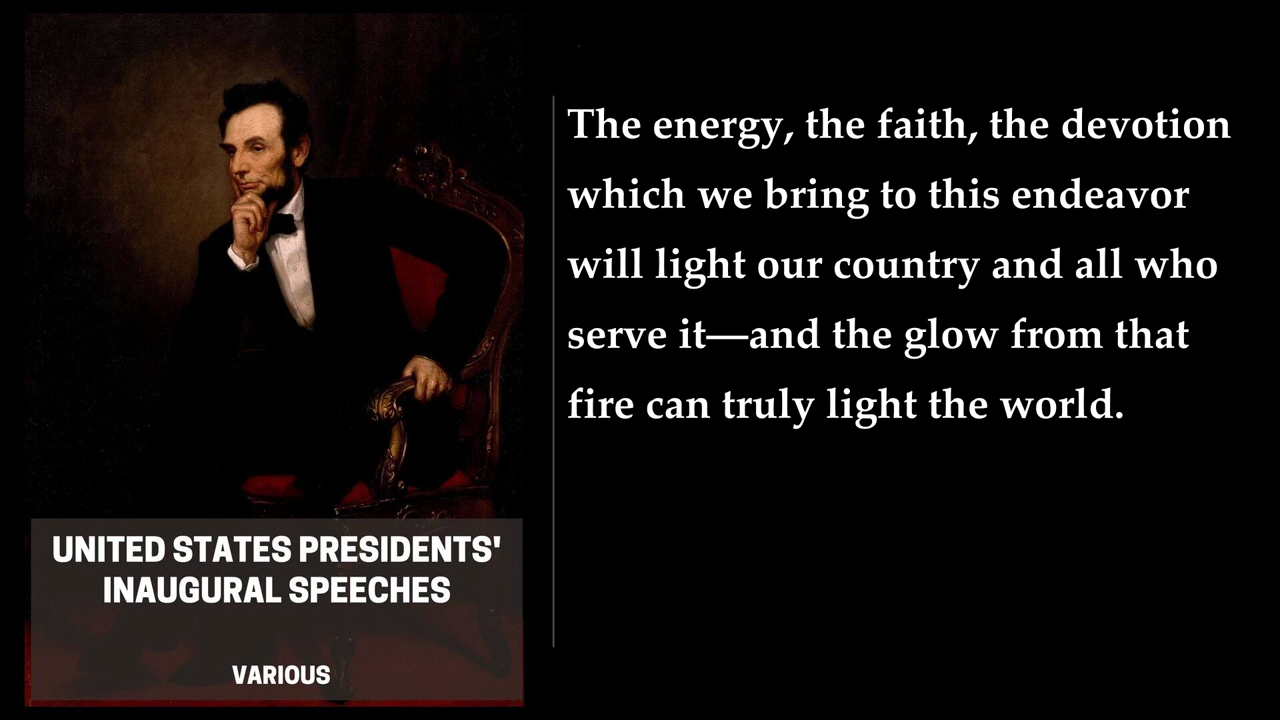 The energy, the faith, the devotion
which we bring to this endeavor
will light our country and all who
serve it—and the glow from that
fire can truly light the world.
UNITED STATES PRESIDENTS'
INAUGURAL SPEECHES
VARIOUS